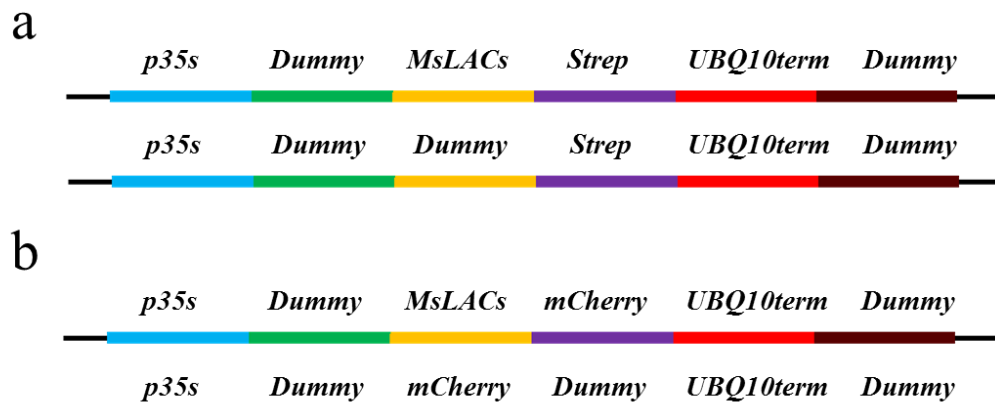 a
p35s Dummy MsLACs Strep UBQ10term Dummy
p35s Dummy Dummy Strep UBQ10term Dummy
b
p35s Dummy MsLACs mCherry UBQ10term Dummy
p35s Dummy mCherry Dummy UBQ10term Dummy